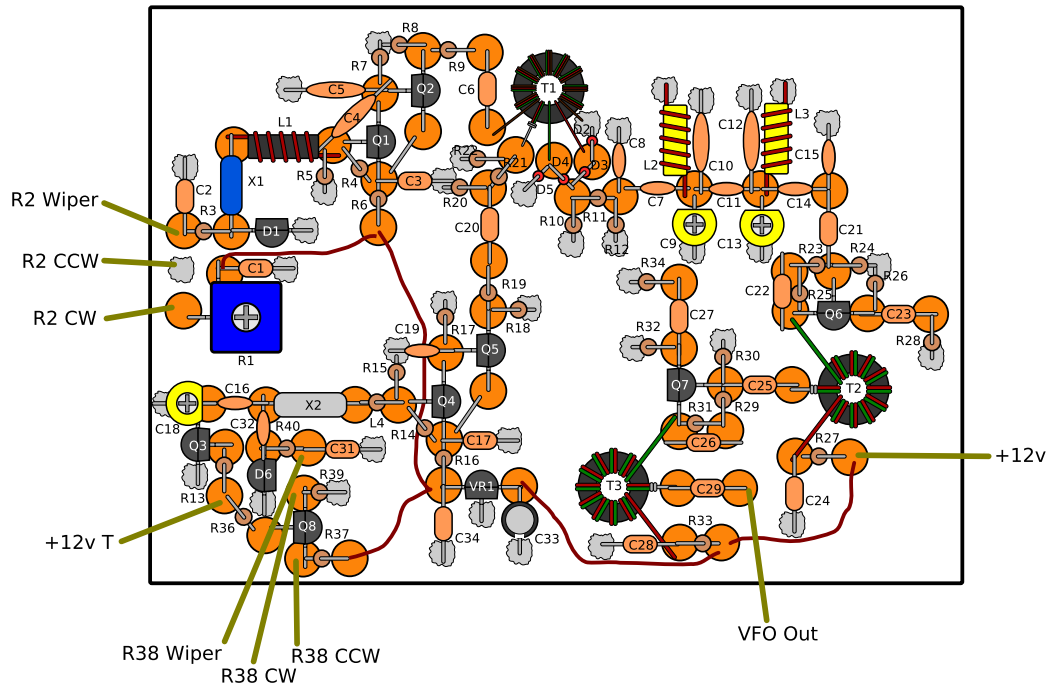 R8
R7
R9
Q2
C5
C6
T1
C4
L1
Q1
R22
R21
D2
D4
D3
D5
C8
L2
C10
C12
L3
C15
R5
R4
C3
R20
R6
X1
C2
R3
D1
R10
R11
R12
C7
C11
C14
C9
C13
C20
C21
R2 Wiper
R2 CCW
C1
R2 CW
R1
R19
R18
R34
C27
R32
R23
R24
R25
R26
C22
Q6
C23
R28
C19
R17
Q5
R15
R30
Q7
C25
T2
C16
C18
X2
L4
Q4
R29
R31
C26
C32
R40
C31
R14
C17
R16
Q3
D6
R39
R27
+12v
R13
R36
Q8
R37
VR1
C34
C33
T3
C29
C24
C28
R33
+12v T
R38 Wiper
R38 CW
R38 CCW
VFO Out